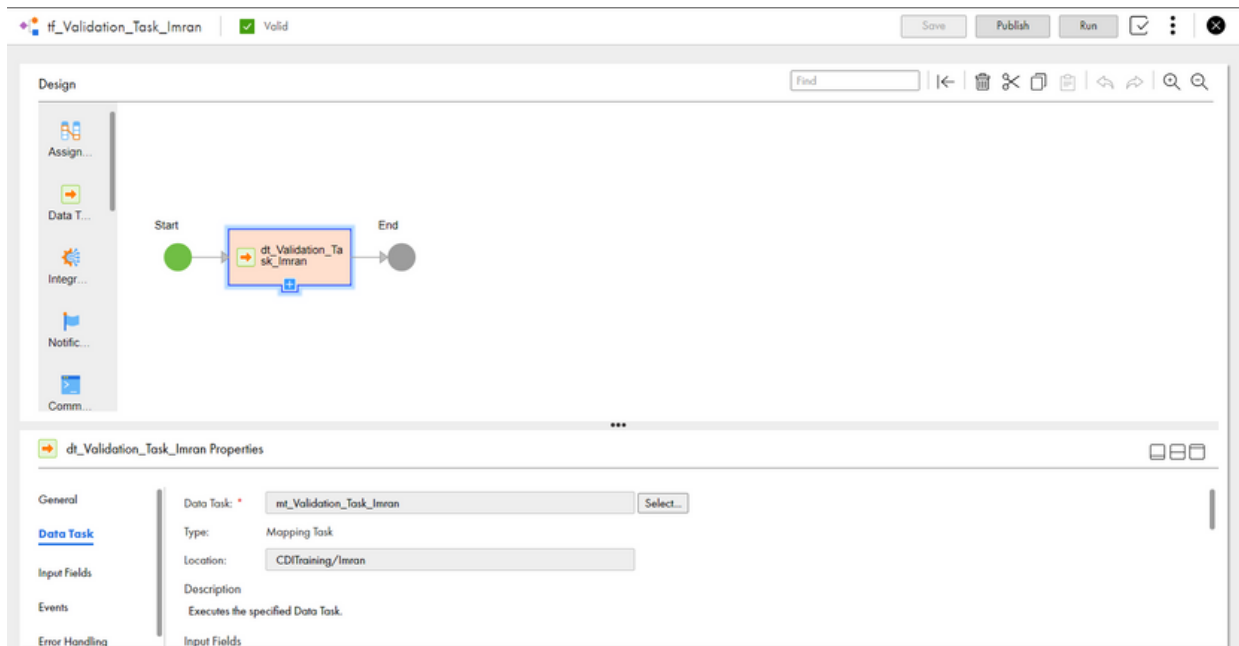 tf_Validation_Task_Imran
Valid
Save
Publish
Run
Design
Find
Assign...
Data T...
Integr...
Notific...
Comm...
Start
dt_Validation_Ta
sk_Imran
End
dt_Validation_Task_Imran Properties
General
Data Task
Input Fields
Events
Error Handling
Data Task: *
mt_Validation_Task_Imran
Select...
Type:
Mapping Task
Location:
CDITraining/Imran
Description
Executes the specified Data Task.
Input Fields